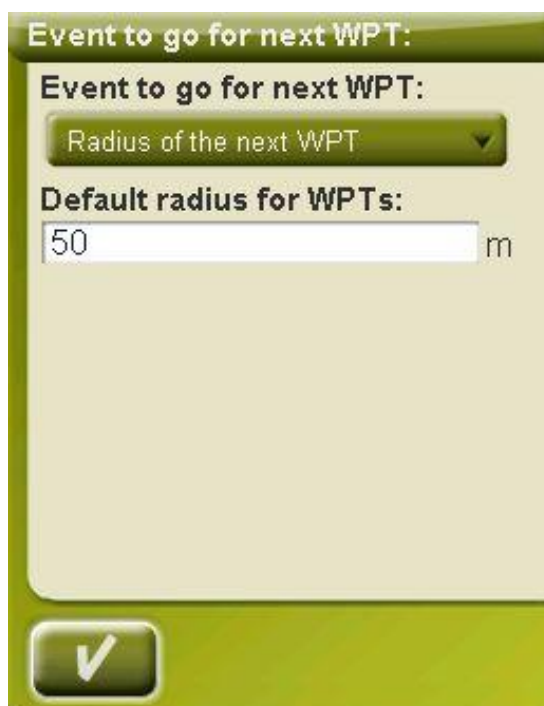 Event to go for next WPT:
Event to go for next WPT:
Radius of the next WPT
Default radius for WPTs:
50 m